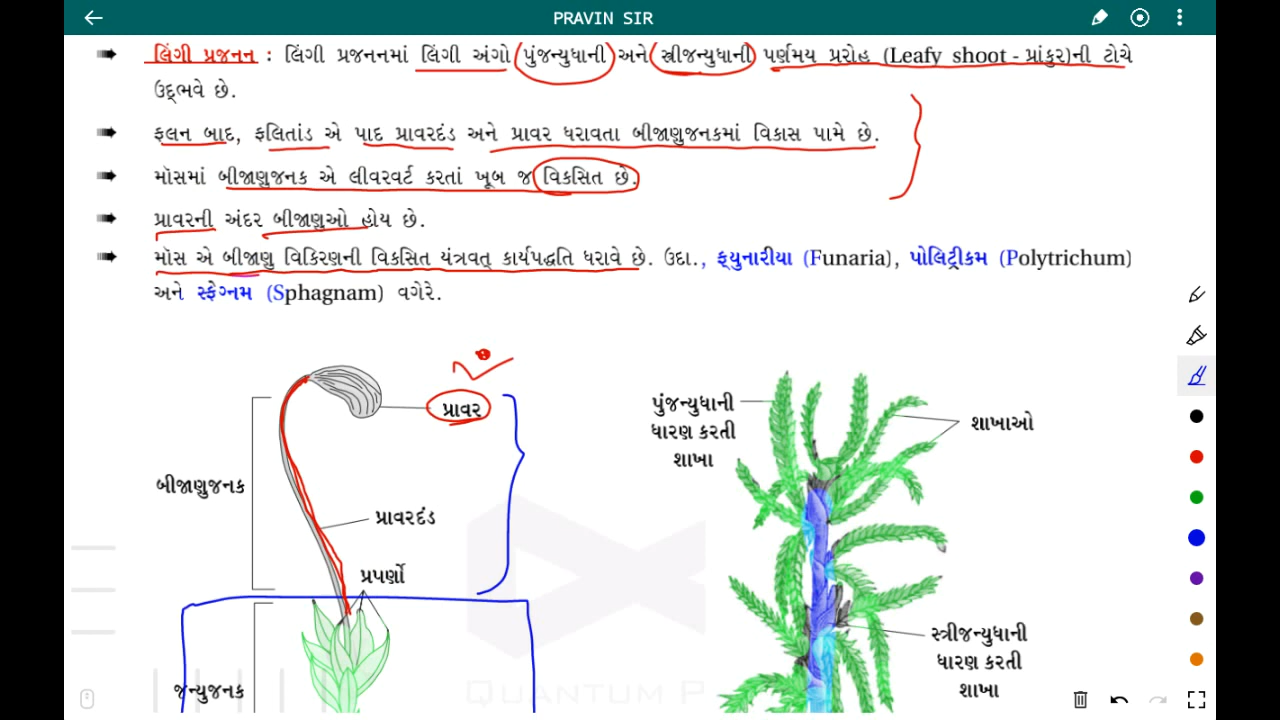 PRAVIN SIR
લિંગી પ્રજનન : લિંગી પ્રજનનમાં લિંગી અંગો પુંજન્યુધાની અને સ્ત્રીજન્યુધાની પર્ણમય પ્રરોહ (Leafy shoot - પ્રાંકુર)ની ટોચે
ઉદ્ભવે છે.
ફલન બાદ, ફલિતાંડ એ પાદ પ્રાવરદંડ અને પ્રાવર ધરાવતા બીજાણુજનકમાં વિકાસ પામે છે.
મૉસમાં બીજાણુજનક એ લીવરવર્ટ કરતાં ખૂબ જ વિકસિત છે.
પ્રાવરની અંદર બીજાણુઓ હોય છે.
મૉસ એ બીજાણુ વિકિરણની વિકસિત યંત્રવત્ કાર્યપદ્ધતિ ધરાવે છે. ઉદા., ફ્યુનારીયા (Funaria), પોલિટ્રીકમ (Polytrichum)
અને સ્ફેગ્નમ (Sphagnam) વગેરે.
પ્રાવર
બીજાણુજનક
પ્રાવરદંડ
પ્રપર્ણો
જન્યુજનક
પુંજન્યુધાની
ધારણ કરતી
શાખા
શાખાઓ
સ્ત્રીજન્યુધાની
ધારણ કરતી
શાખા
QUANTUM P